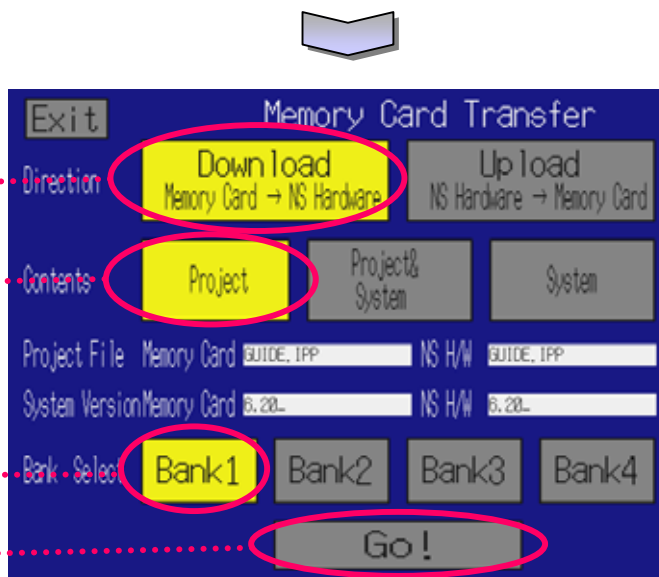 Exit Memory Card Transfer
Direction Download Upload
Memory Card → NS Hardware NS Hardware → Memory Card
Contents Project Project& System
System
Project File Memory Card GUIDE.IPP NS H/W GUIDE.IPP
System Version Memory Card 6.20_ NS H/W 6.20_
Bank Select Bank1 Bank2 Bank3 Bank4
Go!